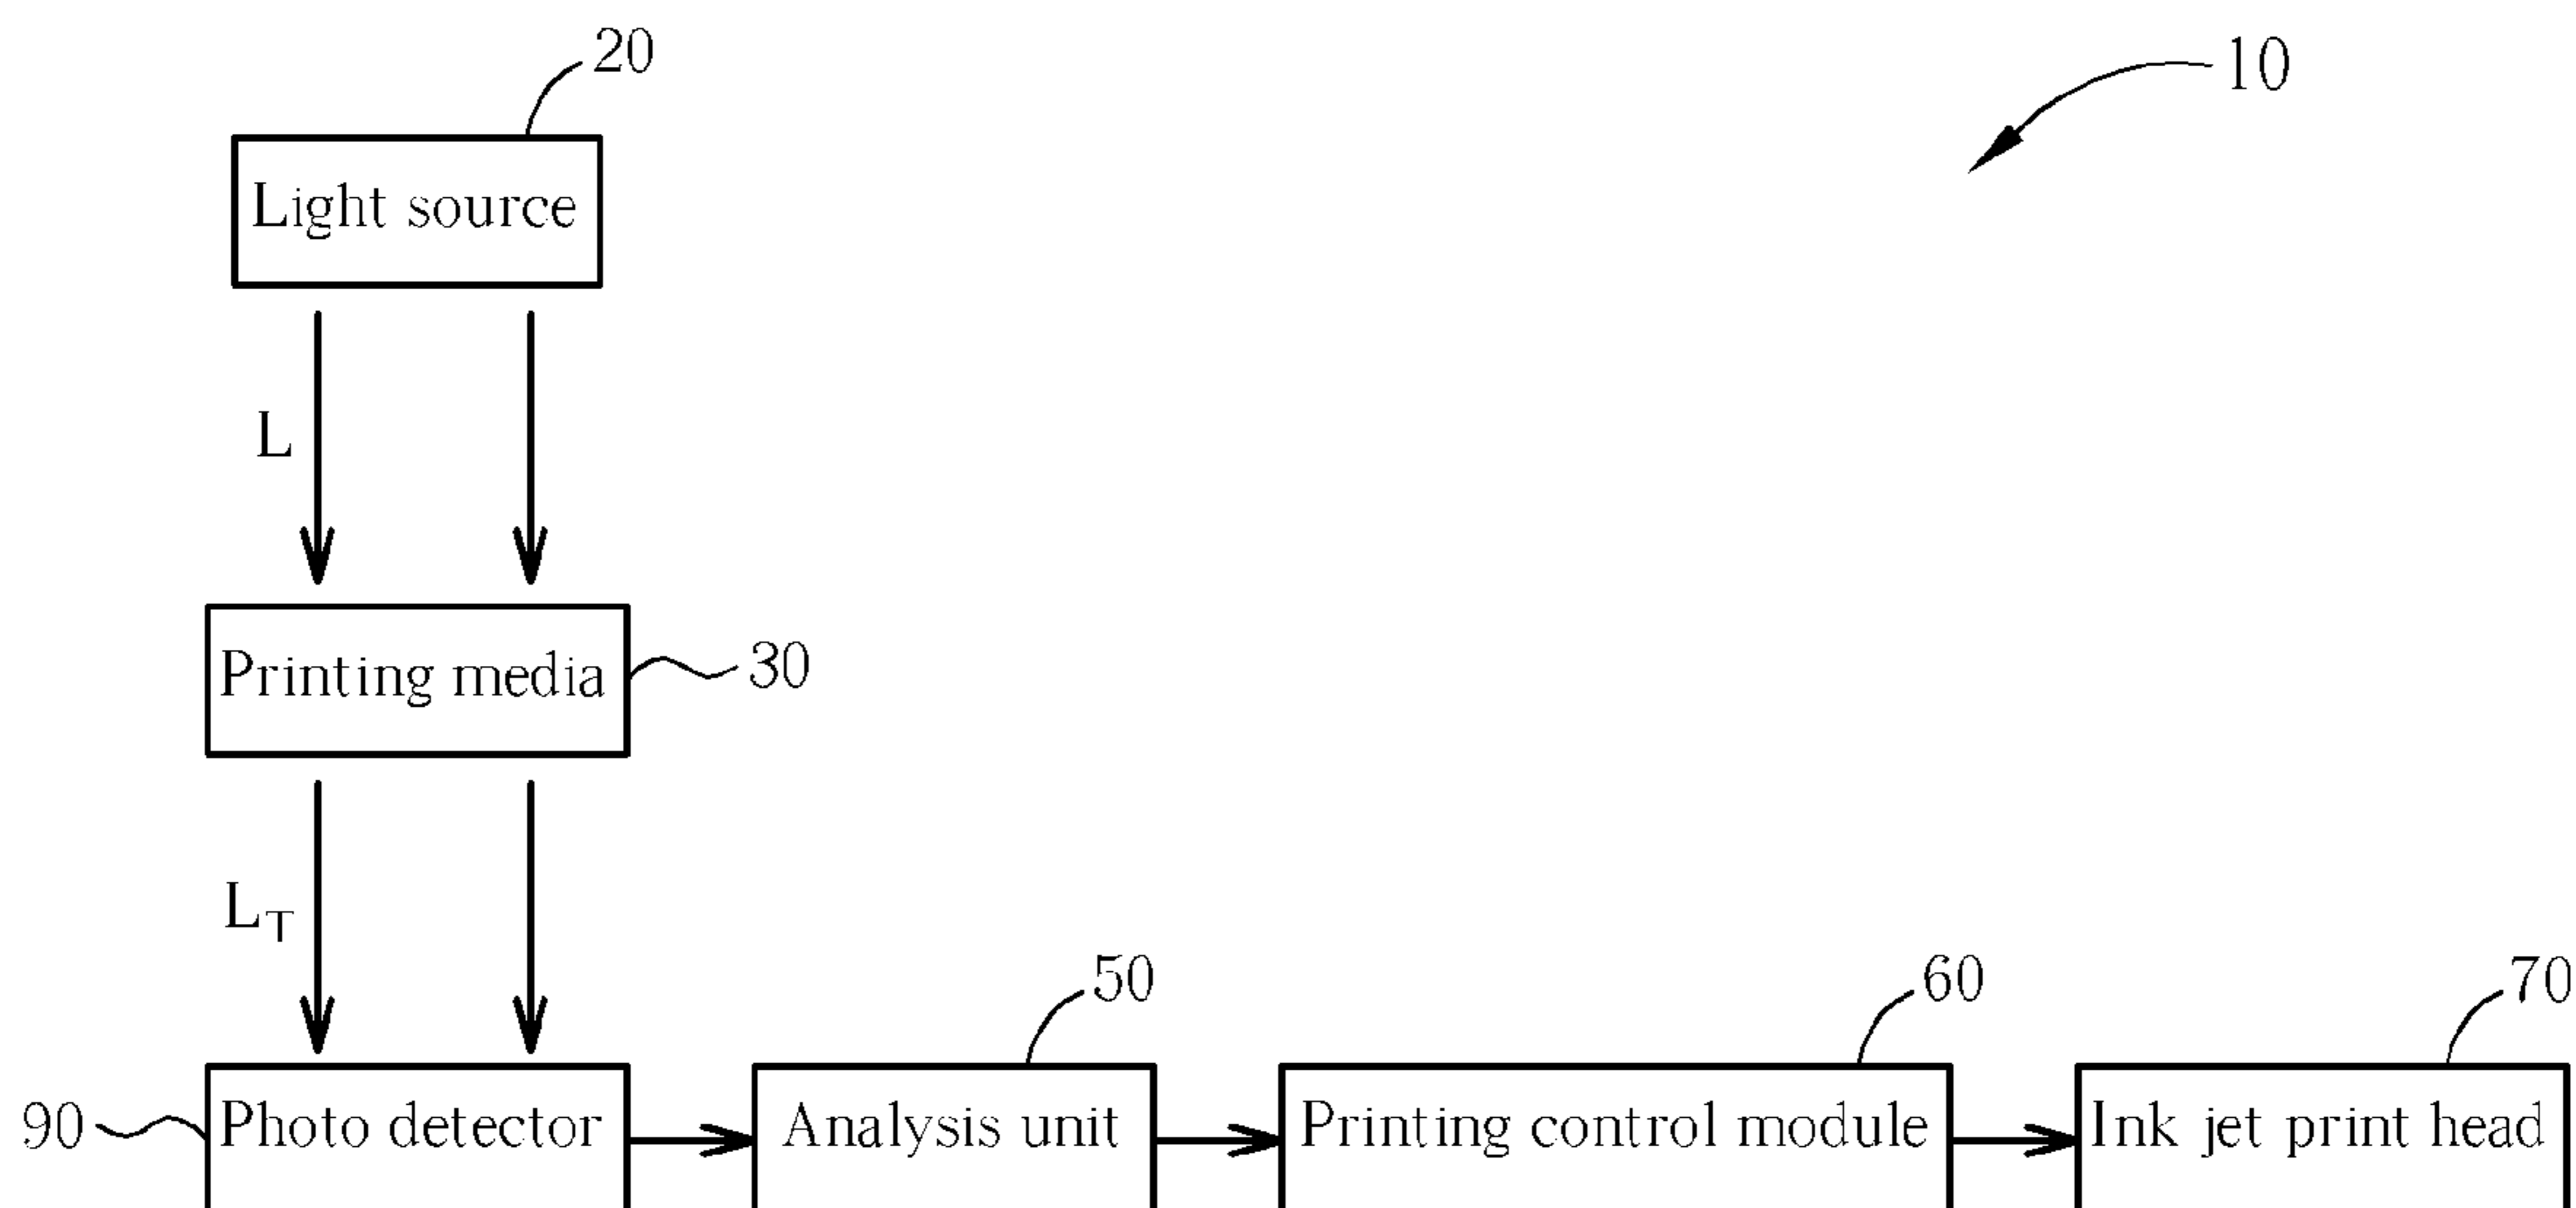 20
10
Light source
L
Printing media
30
L_T
50
60
70
90
Photo detector
Analysis unit
Printing control module
Ink jet print head